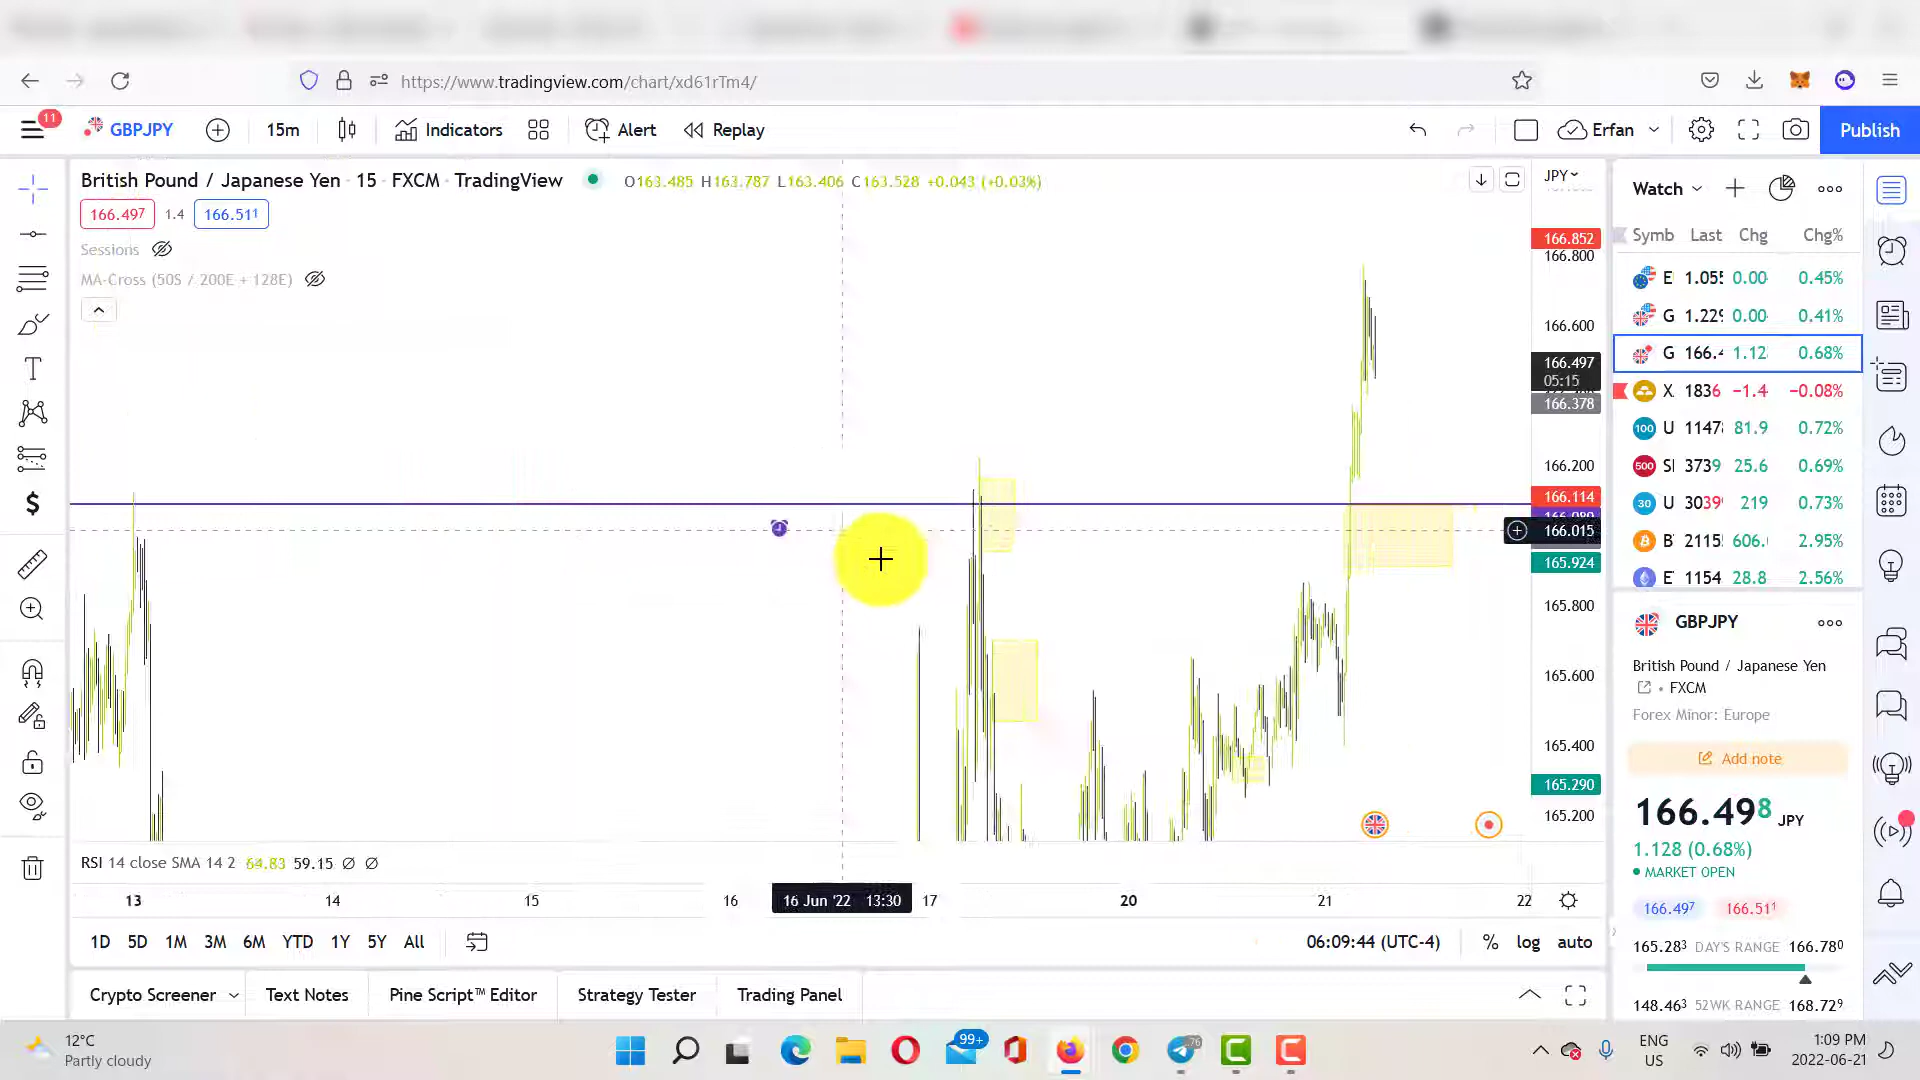 https://www.tradingview.com/chart/xd61rTm4/
11
GBPJPY
15m
Indicators
Alert
Replay
Erfan
Publish
British Pound / Japanese Yen · 15 · FXCM · TradingView
O163.485 H163.787 L163.406 C163.528 +0.043 (+0.03%)
166.497 1.4 166.511
Sessions
MA-Cross (50S / 200E + 128E)
JPY
166.852
166.800
166.600
166.497
05:15
166.378
166.200
166.114
166.015
165.924
165.800
165.600
165.400
165.290
165.200
RSI 14 close SMA 14 2 64.83 59.15 Ø Ø
13 14 15 16 16 Jun '22 13:30 17 20 21 22
1D 5D 1M 3M 6M YTD 1Y 5Y All
06:09:44 (UTC-4) % log auto
Crypto Screener Text Notes Pine Script™ Editor Strategy Tester Trading Panel
Watch
Symb Last Chg Chg%
E 1.055 0.00 0.45%
G 1.229 0.00 0.41%
G 166.4 1.12 0.68%
X 1836 −1.4 −0.08%
100 U 1147 81.9 0.72%
500 S 3739 25.6 0.69%
30 U 3039 219 0.73%
B 2115 606. 2.95%
E 1154 28.8 2.56%
GBPJPY
British Pound / Japanese Yen
FXCM
Forex Minor: Europe
Add note
166.498 JPY
1.128 (0.68%)
MARKET OPEN
166.497 166.511
165.283 DAY'S RANGE 166.780
148.463 52WK RANGE 168.729
12°C
Partly cloudy
99+
76
ENG
US
1:09 PM
2022-06-21